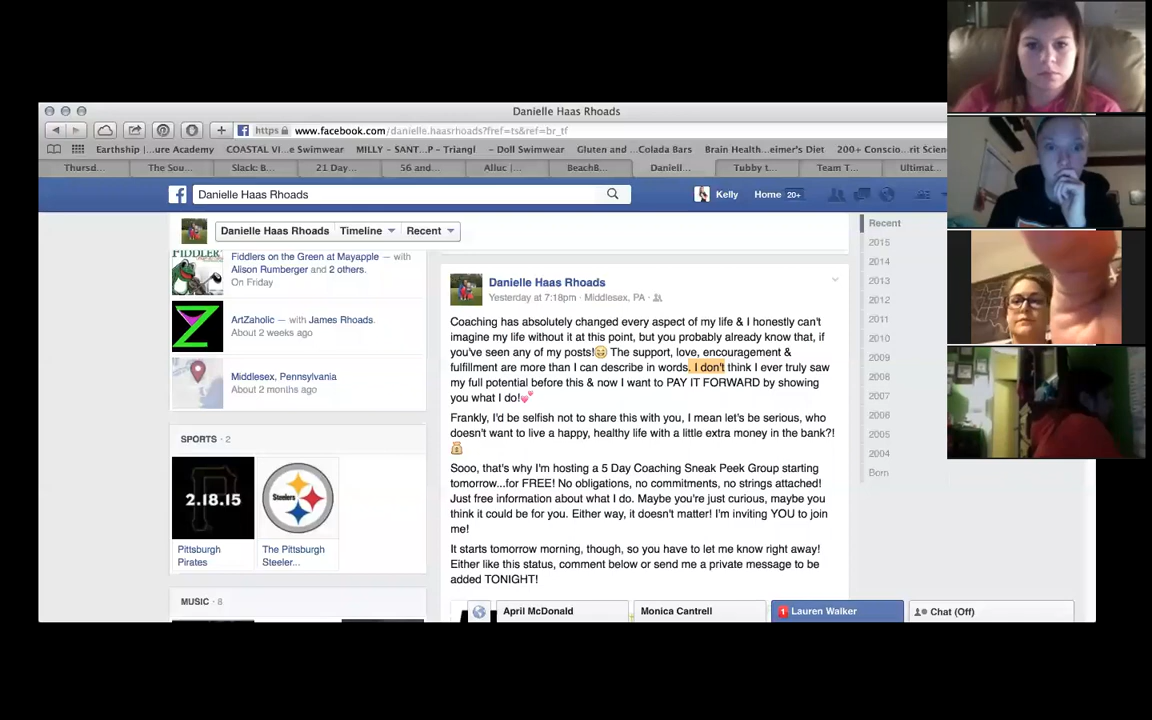 Danielle Haas Rhoads
https www.facebook.com/danielle.haasrhoads?fref=ts&ref=br_tf
Earthship |...ure Academy COASTAL VI...e Swimwear MILLY – SANT...P - Triangl – Doll Swimwear Gluten and ...Colada Bars Brain Health...eimer's Diet 200+ Conscio...rit Scien
Thursd... The Sou... Slack: B... 21 Day... 56 and... Alluc |... BeachB... Daniell... Tubby t... Team T... Ultimat...
Danielle Haas Rhoads
Kelly Home 20+
Danielle Haas Rhoads Timeline Recent
FIDDLER
Fiddlers on the Green at Mayapple — with
Alison Rumberger and 2 others.
On Friday
ArtZaholic — with James Rhoads.
About 2 weeks ago
Middlesex, Pennsylvania
About 2 months ago
SPORTS · 2
2.18.15
Steelers
Pittsburgh
Pirates
The Pittsburgh
Steeler...
MUSIC · 8
Danielle Haas Rhoads
Yesterday at 7:18pm · Middlesex, PA ·
Coaching has absolutely changed every aspect of my life & I honestly can't
imagine my life without it at this point, but you probably already know that, if
you've seen any of my posts!😆 The support, love, encouragement &
fulfillment are more than I can describe in words. I don't think I ever truly saw
my full potential before this & now I want to PAY IT FORWARD by showing
you what I do!💕
Frankly, I'd be selfish not to share this with you, I mean let's be serious, who
doesn't want to live a happy, healthy life with a little extra money in the bank?!
💰
Sooo, that's why I'm hosting a 5 Day Coaching Sneak Peek Group starting
tomorrow...for FREE! No obligations, no commitments, no strings attached!
Just free information about what I do. Maybe you're just curious, maybe you
think it could be for you. Either way, it doesn't matter! I'm inviting YOU to join
me!
It starts tomorrow morning, though, so you have to let me know right away!
Either like this status, comment below or send me a private message to be
added TONIGHT!
Recent
2015
2014
2013
2012
2011
2010
2009
2008
2007
2008
2005
2004
Born
April McDonald
Monica Cantrell
1 Lauren Walker
Chat (Off)